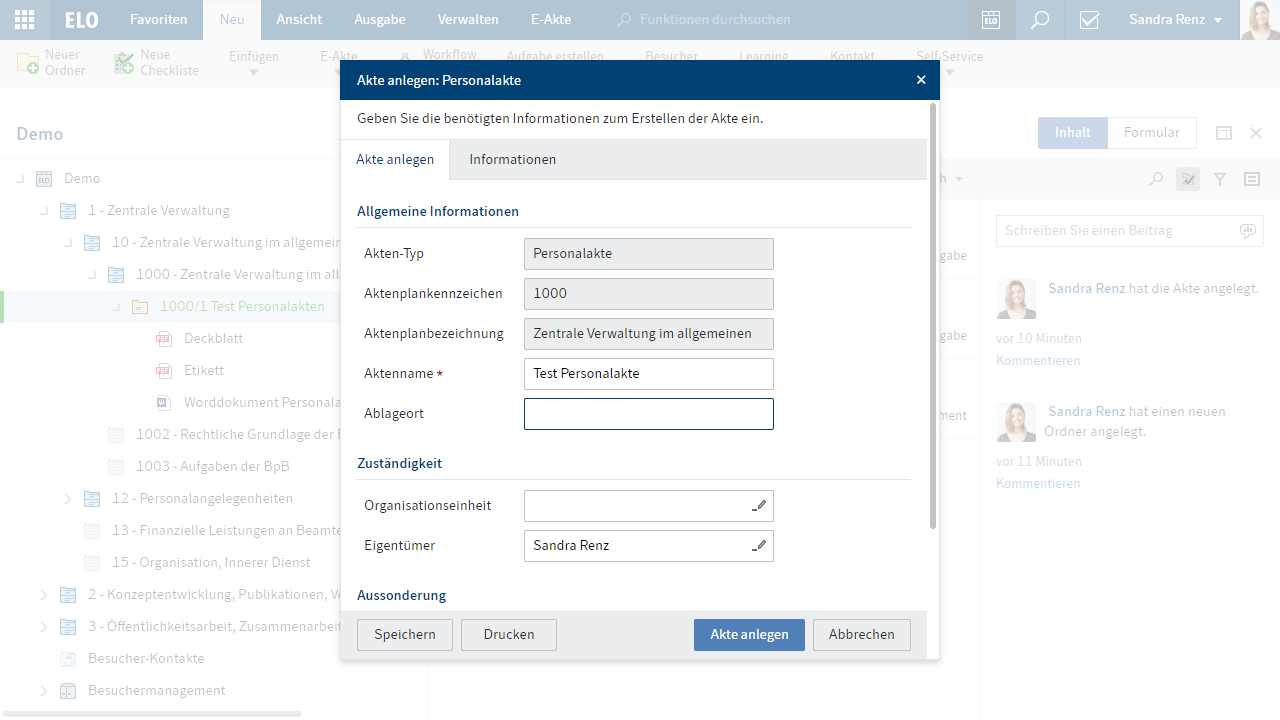 ELO
Favoriten
Neu
Ansicht
Ausgabe
Verwalten
E-Akte
Funktionen durchsuchen
ELO
Sandra Renz
Neuer
Ordner
Neue
Checkliste
Einfügen
E-Akte
Workflow
Aufgabe erstellen
Besucher
Learning
Kontakt
Self-Service
Akte anlegen: Personalakte
Geben Sie die benötigten Informationen zum Erstellen der Akte ein.
Akte anlegen
Informationen
Allgemeine Informationen
Akten-Typ
Personalakte
Aktenplankennzeichen
1000
Aktenplanbezeichnung
Zentrale Verwaltung im allgemeinen
Aktenname *
Test Personalakte
Ablageort
Zuständigkeit
Organisationseinheit
Eigentümer
Sandra Renz
Aussonderung
Speichern
Drucken
Akte anlegen
Abbrechen
Demo
Demo
1 - Zentrale Verwaltung
10 - Zentrale Verwaltung im allgemein
1000 - Zentrale Verwaltung im all
1000/1 Test Personalakten
Deckblatt
Etikett
Worddokument Personala
1002 - Rechtliche Grundlage der
1003 - Aufgaben der BpB
12 - Personalangelegenheiten
13 - Finanzielle Leistungen an Beamte
15 - Organisation, Innerer Dienst
2 - Konzeptentwicklung, Publikationen,
3 - Öffentlichkeitsarbeit, Zusammenarbeit
Besucher-Kontakte
Besuchermanagement
Inhalt
Formular
h
gabe
gabe
ment
Schreiben Sie einen Beitrag
Sandra Renz hat die Akte angelegt.
vor 10 Minuten
Kommentieren
Sandra Renz hat einen neuen
Ordner angelegt.
vor 11 Minuten
Kommentieren